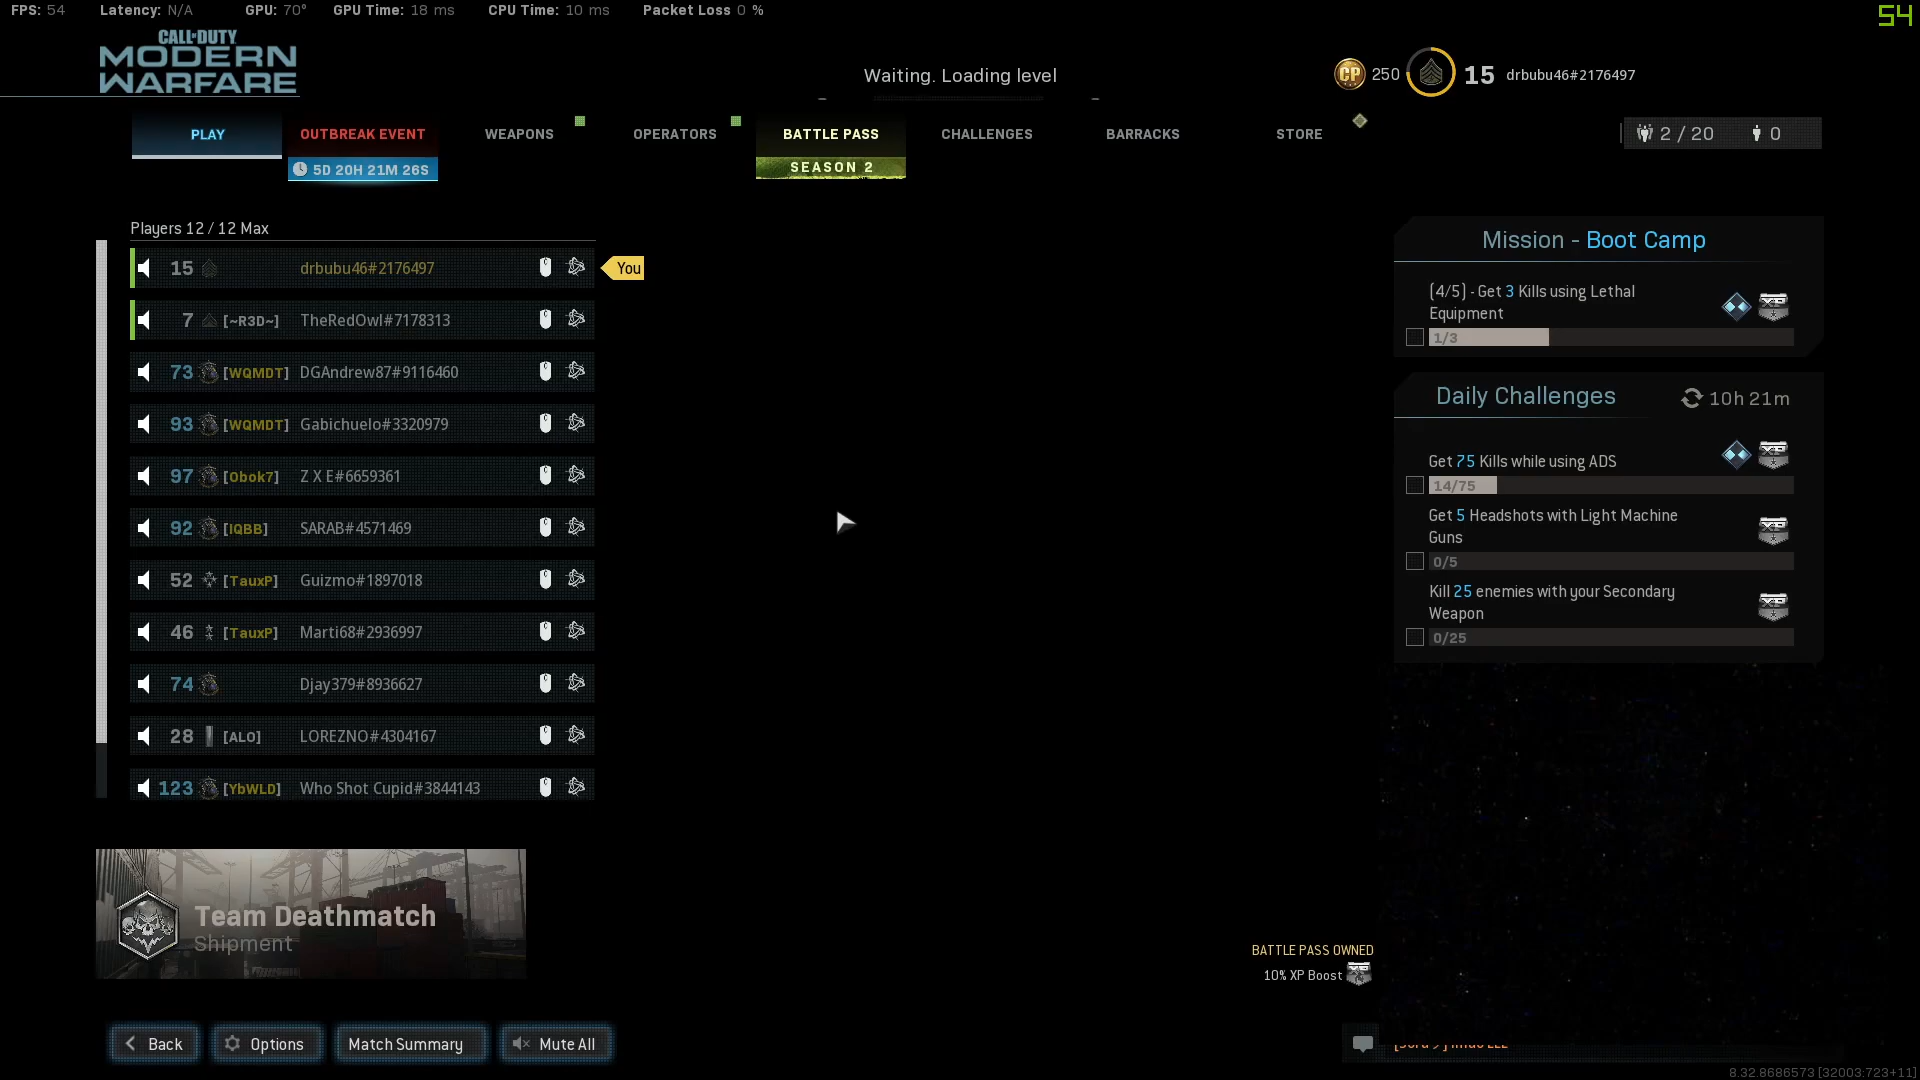 FPS: 54 Latency: N/A GPU: 70° GPU Time: 18 ms CPU Time: 10 ms Packet Loss 0 %
54
CALL OF DUTY
MODERN
WARFARE
Waiting. Loading level
CP 250 15 drbubu46#2176497
PLAY OUTBREAK EVENT WEAPONS OPERATORS BATTLE PASS CHALLENGES BARRACKS STORE
2 / 20 0
5D 20H 21M 26S SEASON 2
Players 12 / 12 Max
15 drbubu46#2176497 You
7 [~R3D~] TheRedOwl#7178313
73 [WQMDT] DGAndrew87#9116460
93 [WQMDT] Gabichuelo#3320979
97 [Obok7] Z X E#6659361
92 [IQBB] SARAB#4571469
52 [TauxP] Guizmo#1897018
46 [TauxP] Marti68#2936997
74 Djay379#8936627
28 [ALO] LOREZNO#4304167
123 [YbWLD] Who Shot Cupid#3844143
Mission - Boot Camp
(4/5) - Get 3 Kills using Lethal
Equipment
1/3
Daily Challenges 10h 21m
Get 75 Kills while using ADS
14/75
Get 5 Headshots with Light Machine
Guns
0/5
Kill 25 enemies with your Secondary
Weapon
0/25
Team Deathmatch
Shipment
BATTLE PASS OWNED
10% XP Boost
Back Options Match Summary Mute All
8.32.8686573 [32003:723+11]